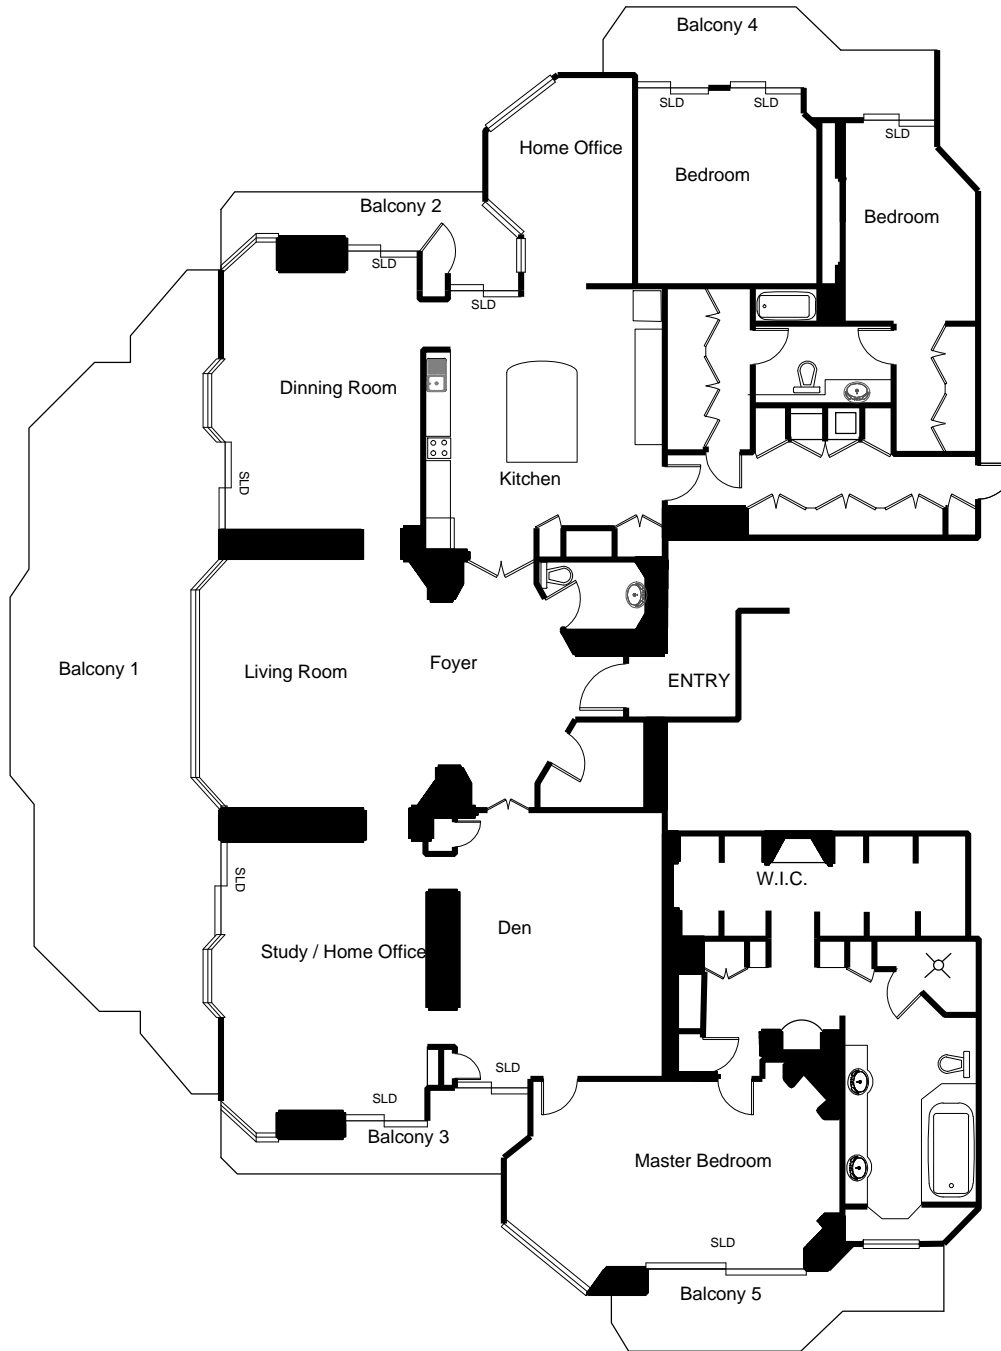 Balcony 4
SLD
SLD
SLD
Home Office
Bedroom
Bedroom
Balcony 2
SLD
SLD
Dinning Room
Kitchen
SLD
Balcony 1
Living Room
Foyer
ENTRY
W.I.C.
SLD
Den
Study / Home Office
SLD
SLD
Balcony 3
Master Bedroom
SLD
Balcony 5